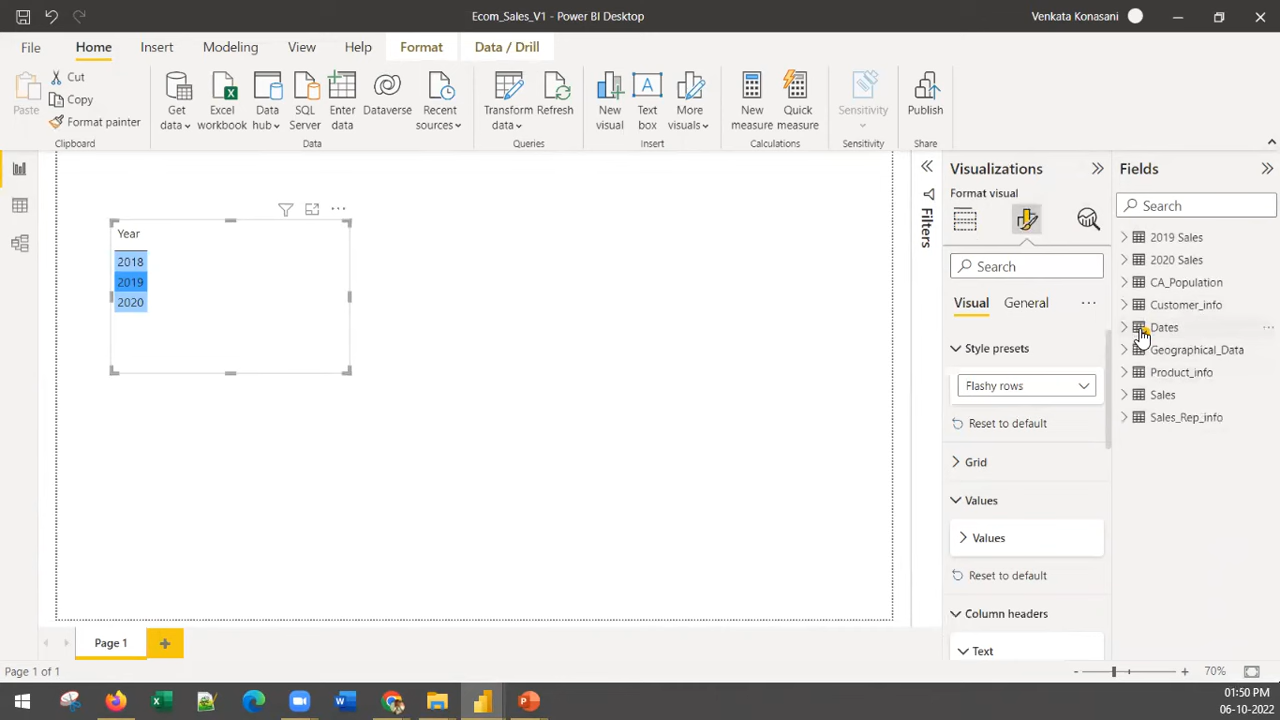 Ecom_Sales_V1 - Power BI Desktop
Venkata Konasani
File
Home
Insert
Modeling
View
Help
Format
Data / Drill
Paste
Cut
Copy
Format painter
Clipboard
Get data
Excel workbook
Data hub
SQL Server
Enter data
Dataverse
Recent sources
Data
Transform data
Refresh
Queries
New visual
Text box
More visuals
Insert
New measure
Quick measure
Calculations
Sensitivity
Sensitivity
Publish
Share
Year
2018
2019
2020
Filters
Visualizations
Format visual
Search
Visual
General
Style presets
Flashy rows
Reset to default
Grid
Values
Values
Reset to default
Column headers
Text
Fields
Search
2019 Sales
2020 Sales
CA_Population
Customer_info
Dates
Geographical_Data
Product_info
Sales
Sales_Rep_info
Page 1
Page 1 of 1
70%
01:50 PM
06-10-2022